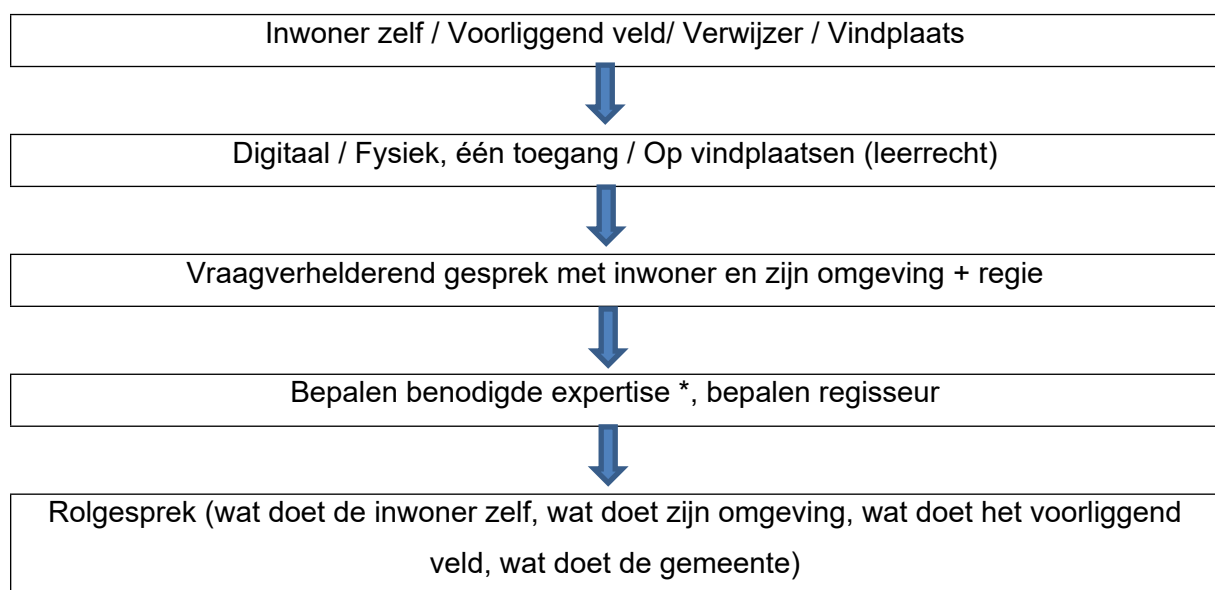 Inwoner zelf / Voorliggend veld/ Verwijzer / Vindplaats
Digitaal / Fysiek, één toegang / Op vindplaatsen (leerrecht)
Vraagverhelderend gesprek met inwoner en zijn omgeving + regie
Bepalen benodigde expertise *, bepalen regisseur
Rolgesprek (wat doet de inwoner zelf, wat doet zijn omgeving, wat doet het voorliggend
veld, wat doet de gemeente)